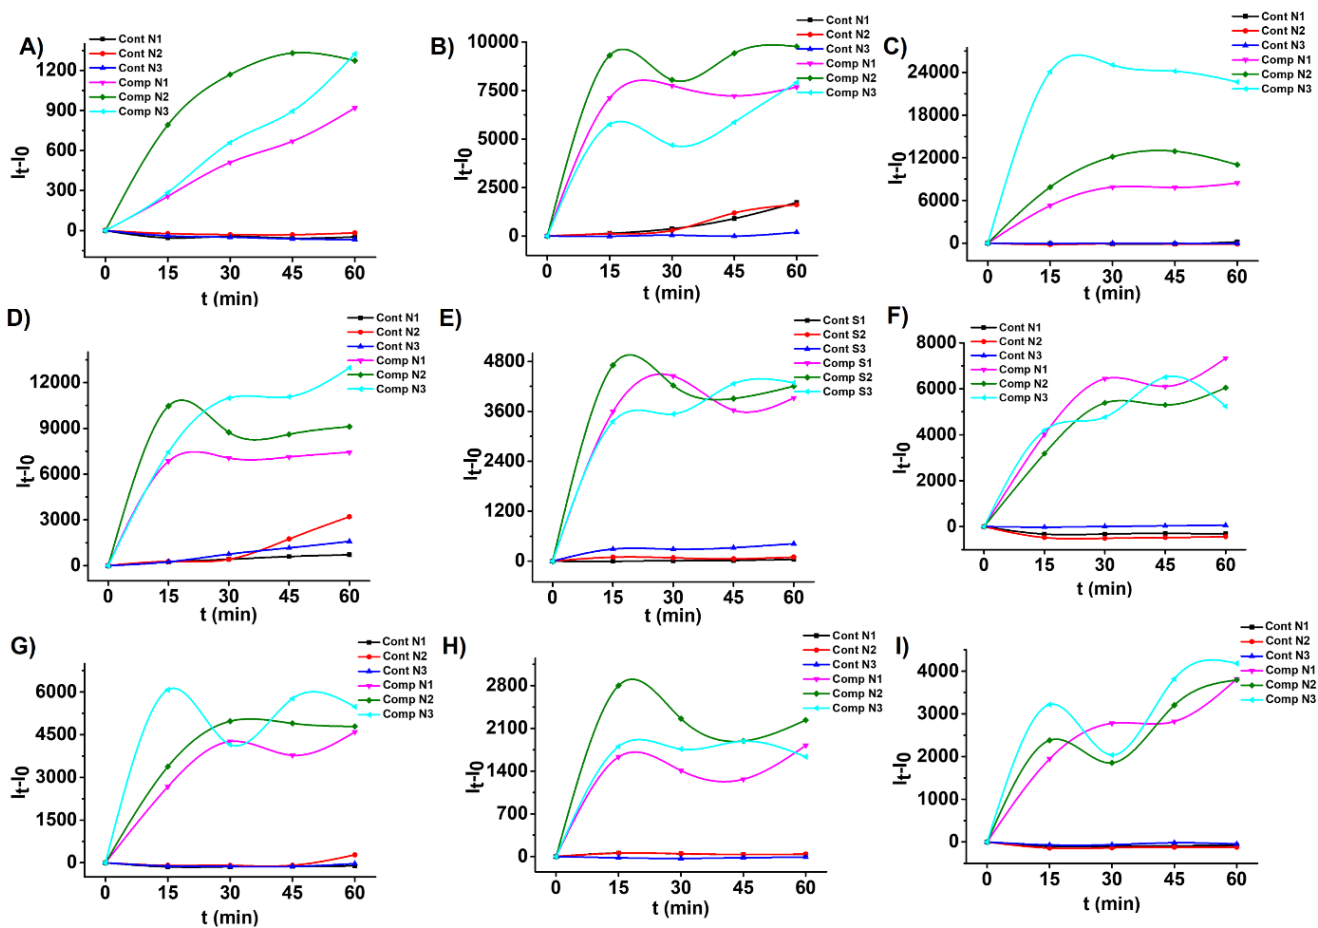 A)
Cont N1
Cont N2
Cont N3
Comp N1
Comp N2
Comp N3
1200
900
600
300
0
It-I0
0 15 30 45 60
t (min)
B)
Cont N1
Cont N2
Cont N3
Comp N1
Comp N2
Comp N3
10000
7500
5000
2500
0
It-I0
0 15 30 45 60
t (min)
C)
Cont N1
Cont N2
Cont N3
Comp N1
Comp N2
Comp N3
24000
18000
12000
6000
0
It-I0
0 15 30 45 60
t (min)
D)
Cont N1
Cont N2
Cont N3
Comp N1
Comp N2
Comp N3
12000
9000
6000
3000
0
It-I0
0 15 30 45 60
t (min)
E)
Cont S1
Cont S2
Cont S3
Comp S1
Comp S2
Comp S3
4800
3600
2400
1200
0
It-I0
0 15 30 45 60
t (min)
F)
Cont N1
Cont N2
Cont N3
Comp N1
Comp N2
Comp N3
8000
6000
4000
2000
0
It-I0
0 15 30 45 60
t (min)
G)
Cont N1
Cont N2
Cont N3
Comp N1
Comp N2
Comp N3
6000
4500
3000
1500
0
It-I0
0 15 30 45 60
t (min)
H)
Cont N1
Cont N2
Cont N3
Comp N1
Comp N2
Comp N3
2800
2100
1400
700
0
It-I0
0 15 30 45 60
t (min)
I)
Cont N1
Cont N2
Cont N3
Comp N1
Comp N2
Comp N3
4000
3000
2000
1000
0
It-I0
0 15 30 45 60
t (min)